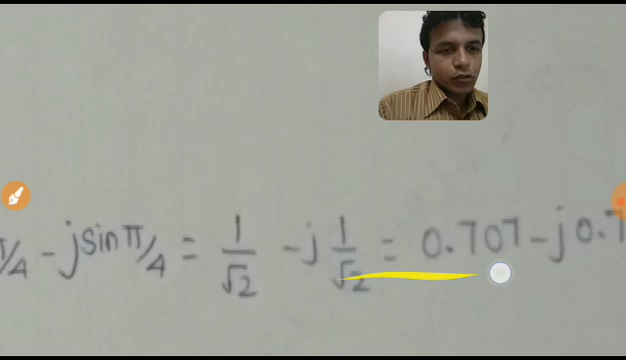 π/4 - j sin π/4 = 1/√2 - j 1/√2 = 0.707 - j 0.7